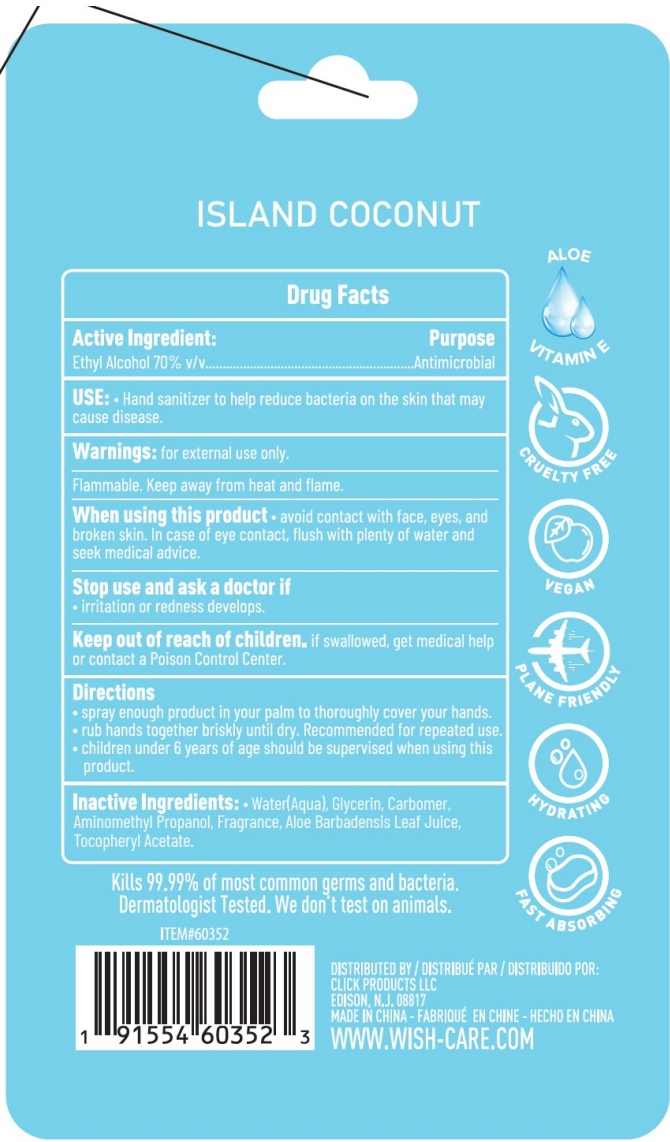 ISLAND COCONUT
Drug Facts
Active Ingredient: Purpose
Ethyl Alcohol 70% v/v................................................................Antimicrobial
USE: • Hand sanitizer to help reduce bacteria on the skin that may
cause disease.
Warnings: for external use only.
Flammable. Keep away from heat and flame.
When using this product • avoid contact with face, eyes, and
broken skin. In case of eye contact, flush with plenty of water and
seek medical advice.
Stop use and ask a doctor if
• irritation or redness develops.
Keep out of reach of children. if swallowed, get medical help
or contact a Poison Control Center.
Directions
• spray enough product in your palm to thoroughly cover your hands.
• rub hands together briskly until dry. Recommended for repeated use.
• children under 6 years of age should be supervised when using this
product.
Inactive Ingredients: • Water(Aqua), Glycerin, Carbomer,
Aminomethyl Propanol, Fragrance, Aloe Barbadensis Leaf Juice,
Tocopheryl Acetate.
ALOE
VITAMIN E
CRUELTY FREE
VEGAN
PLANE FRIENDLY
HYDRATING
FAST ABSORBING
Kills 99.99% of most common germs and bacteria.
Dermatologist Tested. We don't test on animals.
ITEM#60352
1 91554 60352 3
DISTRIBUTED BY / DISTRIBUÉ PAR / DISTRIBUIDO POR:
CLICK PRODUCTS LLC
EDISON, N.J. 08817
MADE IN CHINA - FABRIQUÉ EN CHINE - HECHO EN CHINA
WWW.WISH-CARE.COM